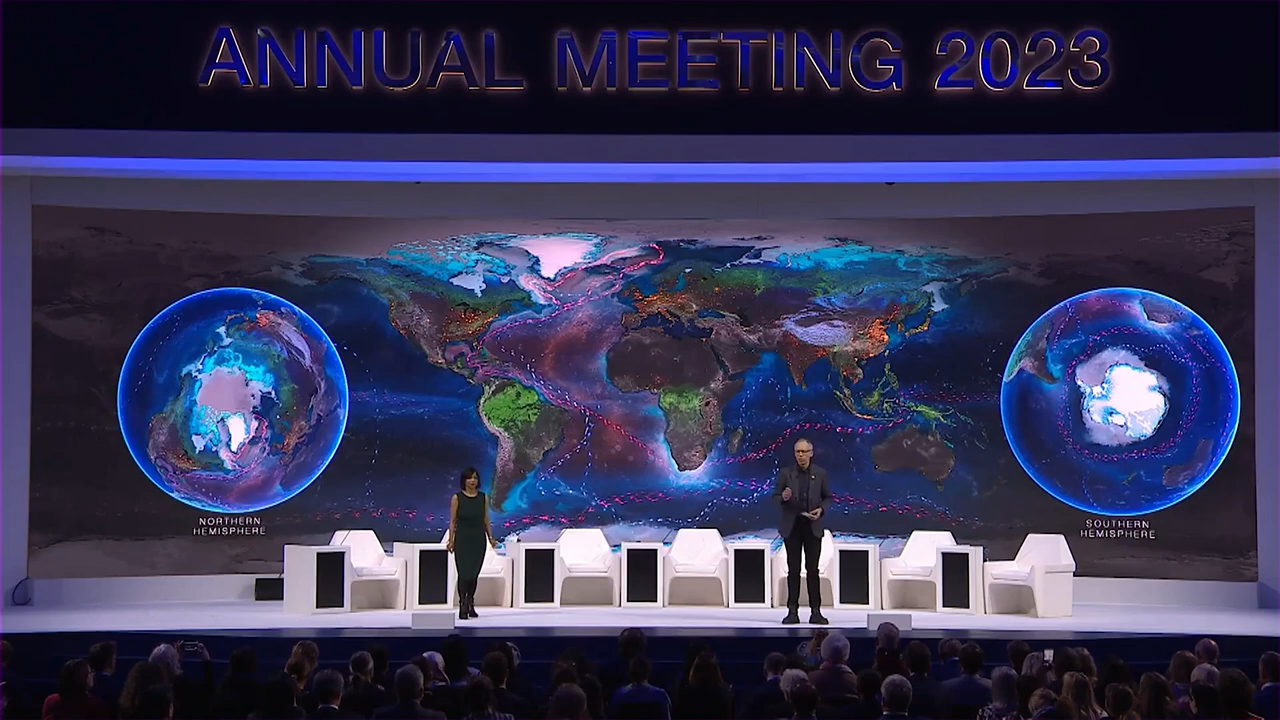 ANNUAL MEETING 2023
NORTHERN
HEMISPHERE
SOUTHERN
HEMISPHERE